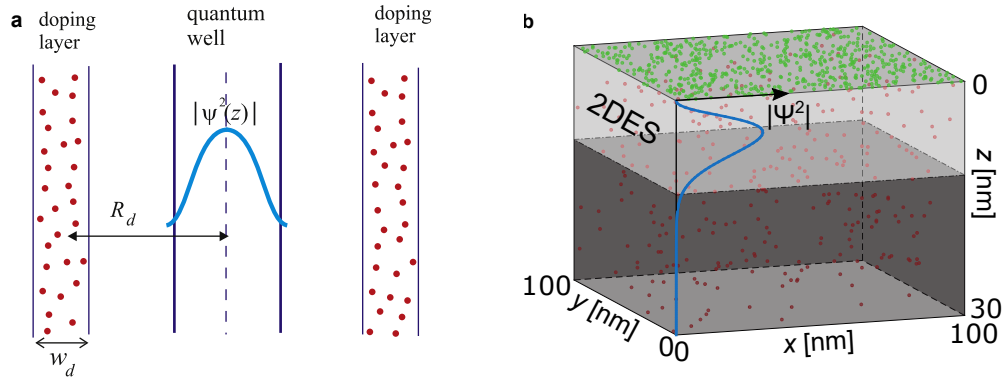 a
doping
layer
quantum
well
doping
layer
|ψ²(z)|
R_d
w_d
b
0
2DES
|Ψ²|
z [nm]
100
30
y [nm]
0
0
x [nm]
100